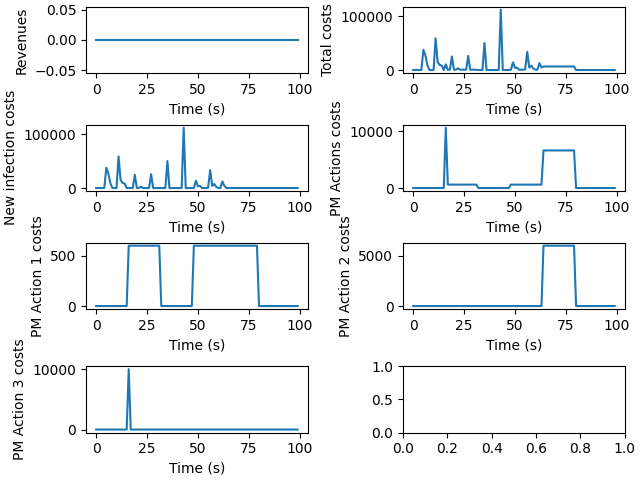 Revenues
0.05
0.00
−0.05
0 25 50 75 100
Time (s)
Total costs
100000
0
0 25 50 75 100
Time (s)
New infection costs
100000
0
0 25 50 75 100
Time (s)
PM Actions costs
10000
0
0 25 50 75 100
Time (s)
PM Action 1 costs
500
0
0 25 50 75 100
Time (s)
PM Action 2 costs
5000
0
0 25 50 75 100
Time (s)
PM Action 3 costs
10000
0
0 25 50 75 100
Time (s)
1.0
0.5
0.0
0.0 0.2 0.4 0.6 0.8 1.0